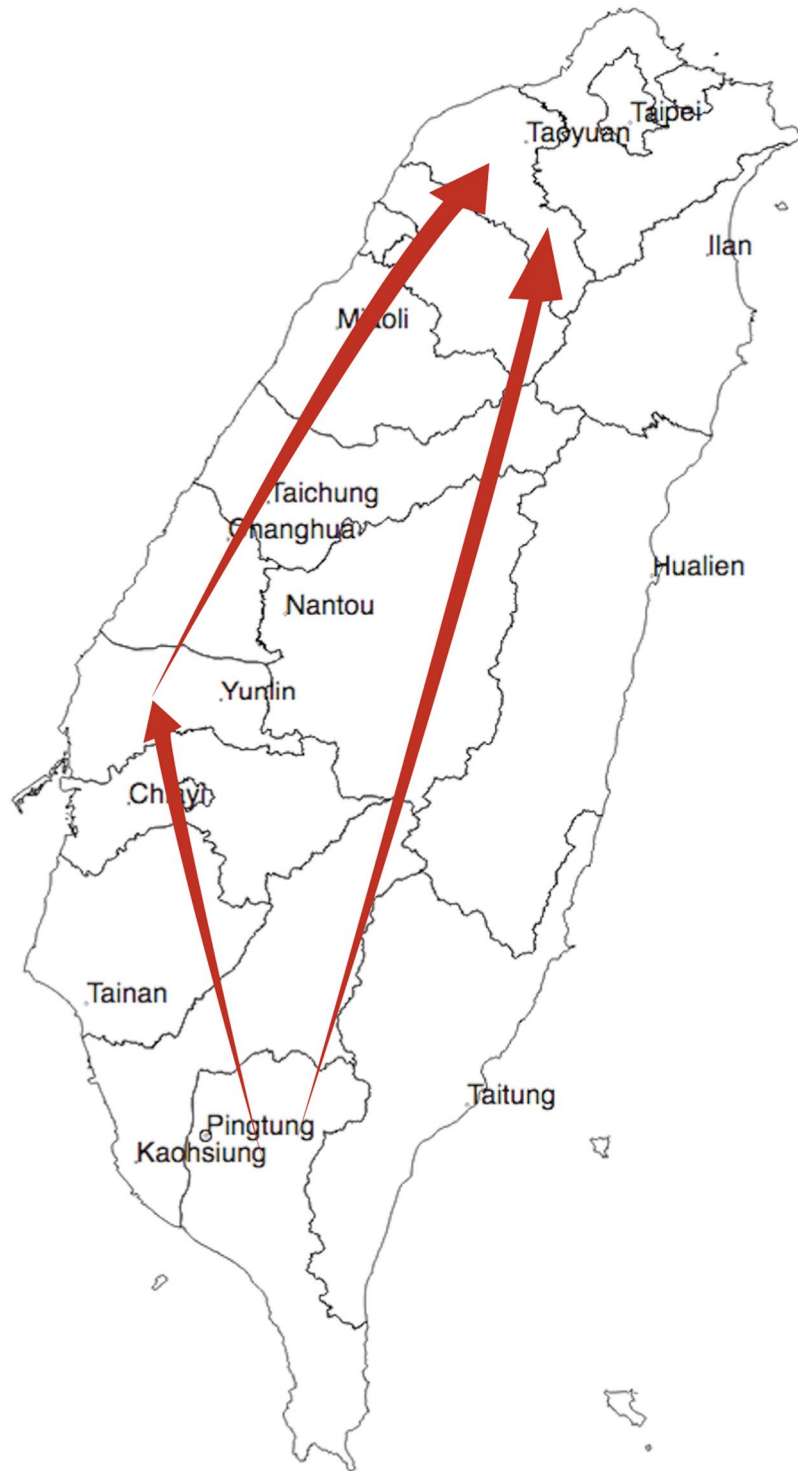 Taipei
Taoyuan
Ilan
Miaoli
Taichung
Changhua
Hualien
Nantou
Yunlin
Chiayi
Tainan
Taitung
Pingtung
Kaohsiung